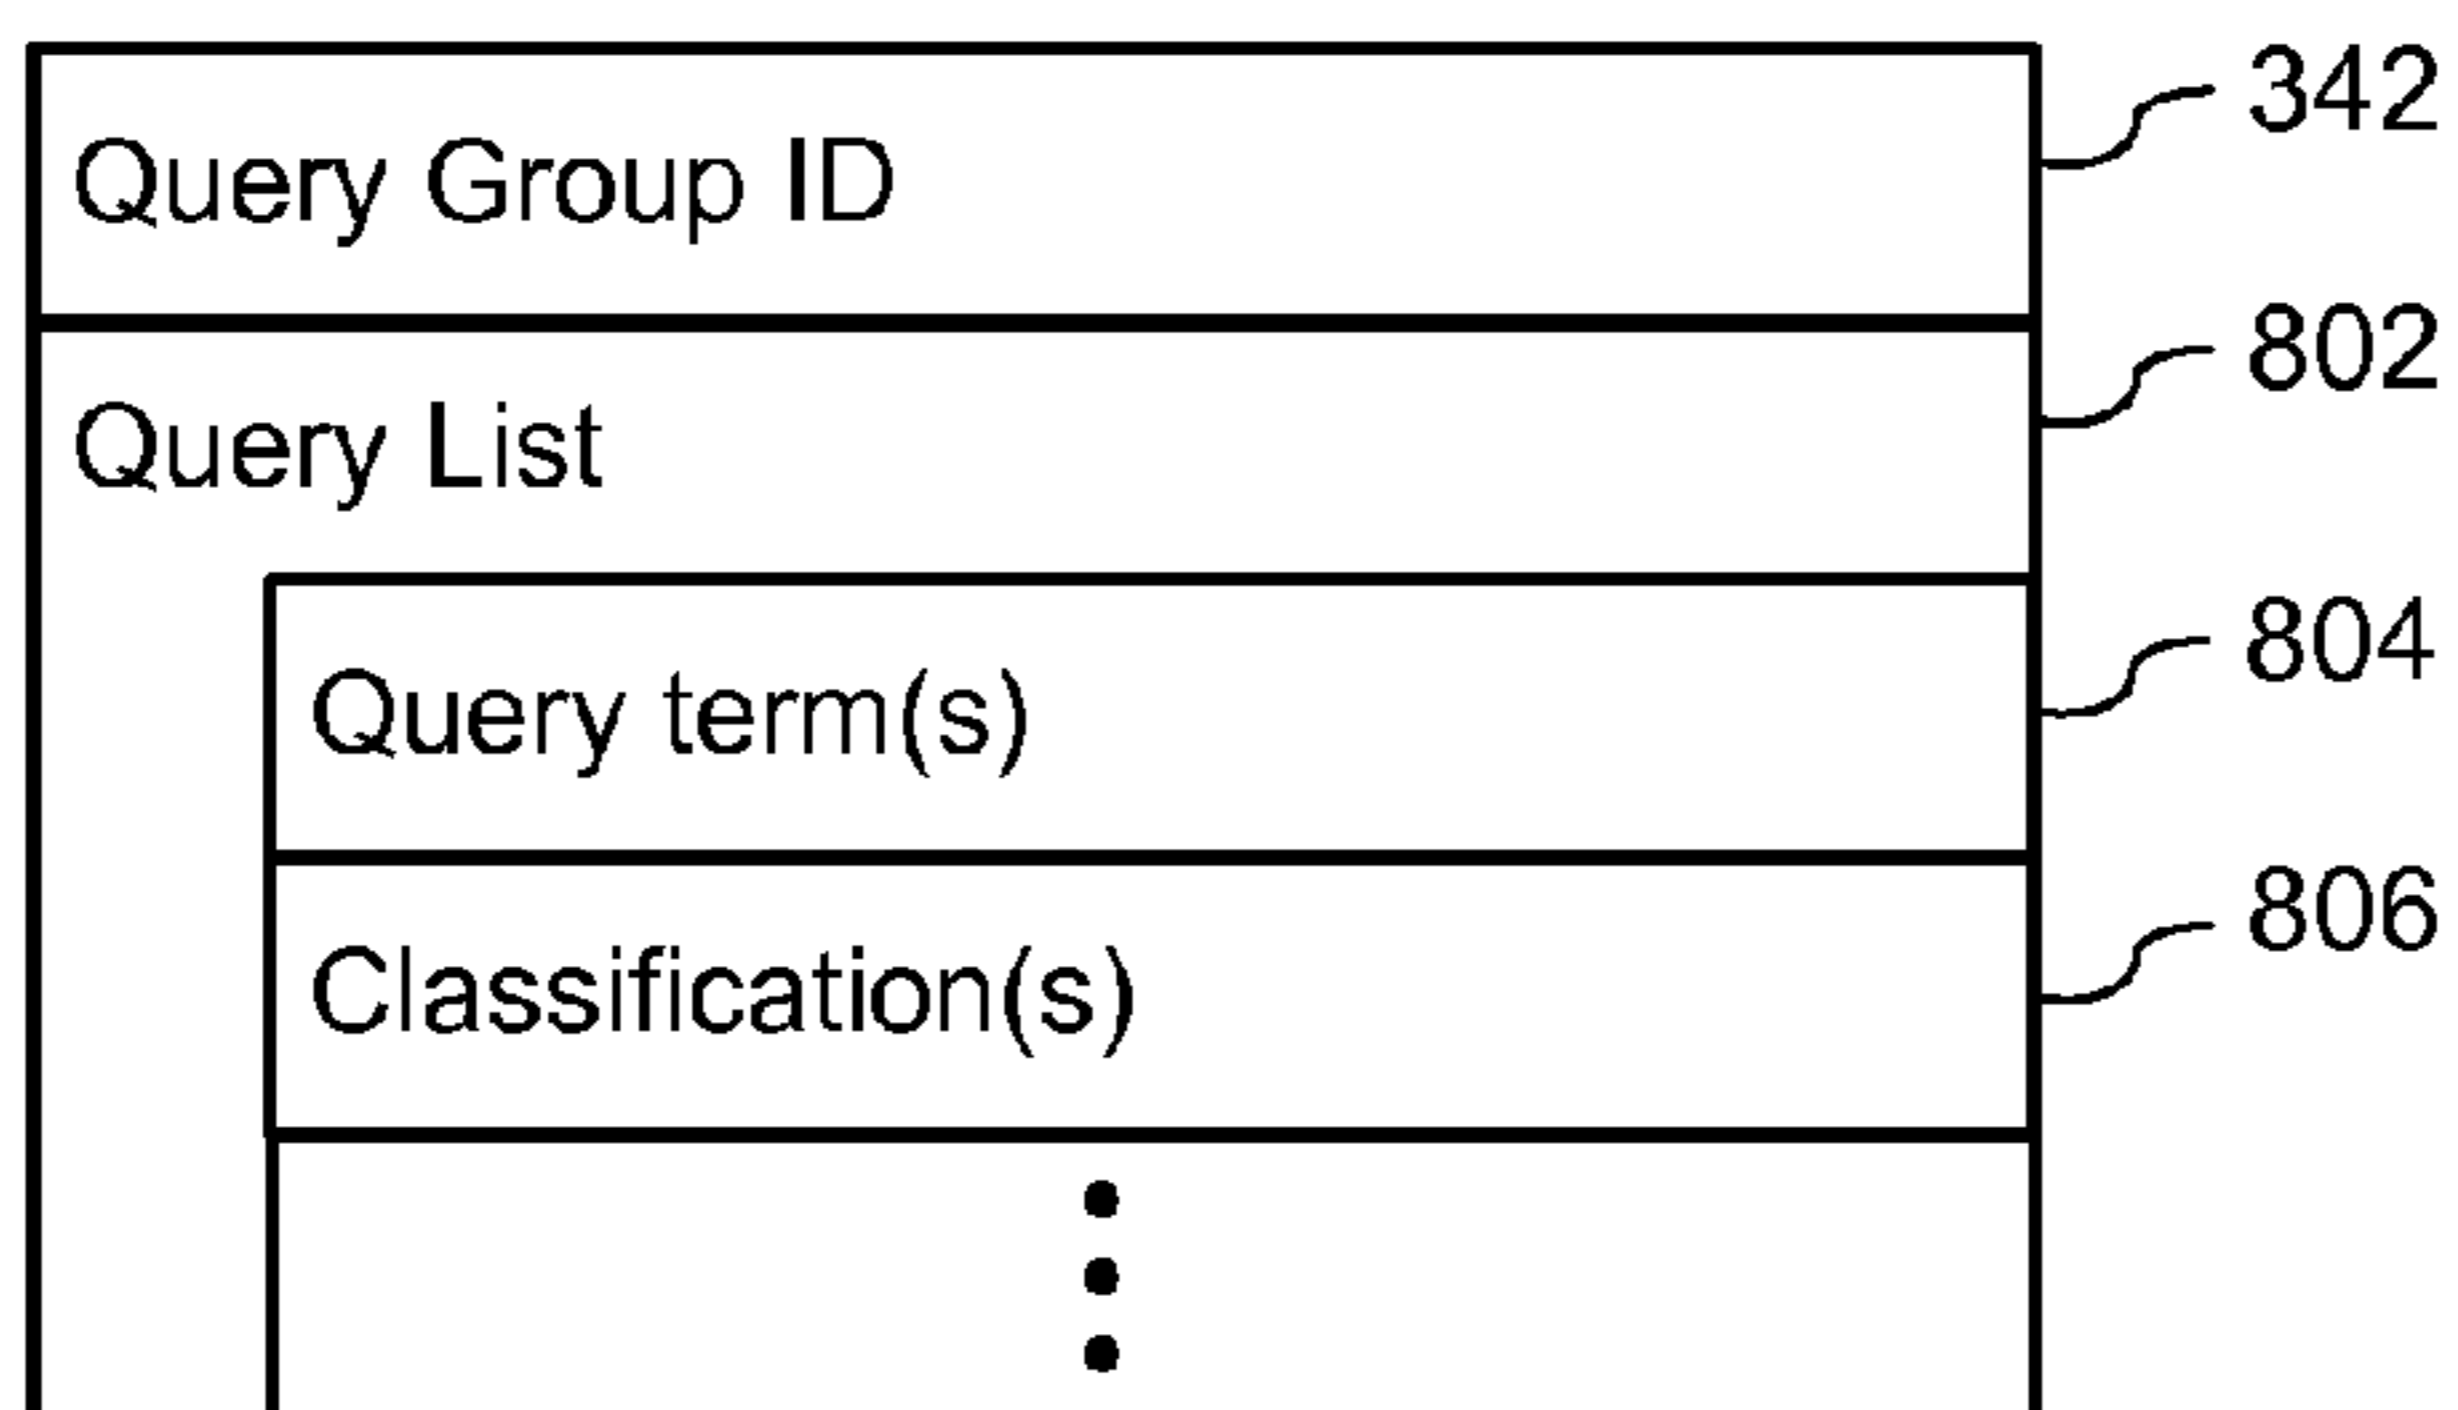 Query Group ID 342
Query List 802
Query term(s) 804
Classification(s) 806